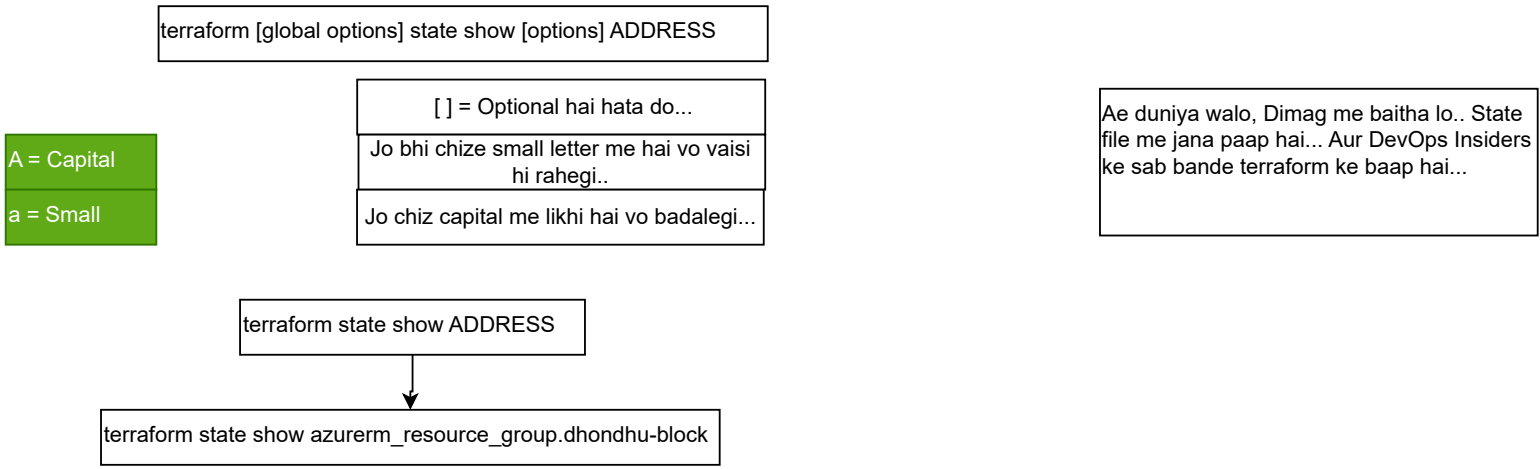 terraform [global options] state show [options] ADDRESS
[ ] = Optional hai hata do...
Jo bhi chize small letter me hai vo vaisi
hi rahegi..
Jo chiz capital me likhi hai vo badalegi...
A = Capital
a = Small
Ae duniya walo, Dimag me baitha lo.. State
file me jana paap hai... Aur DevOps Insiders
ke sab bande terraform ke baap hai...
terraform state show ADDRESS
terraform state show azurerm_resource_group.dhondhu-block